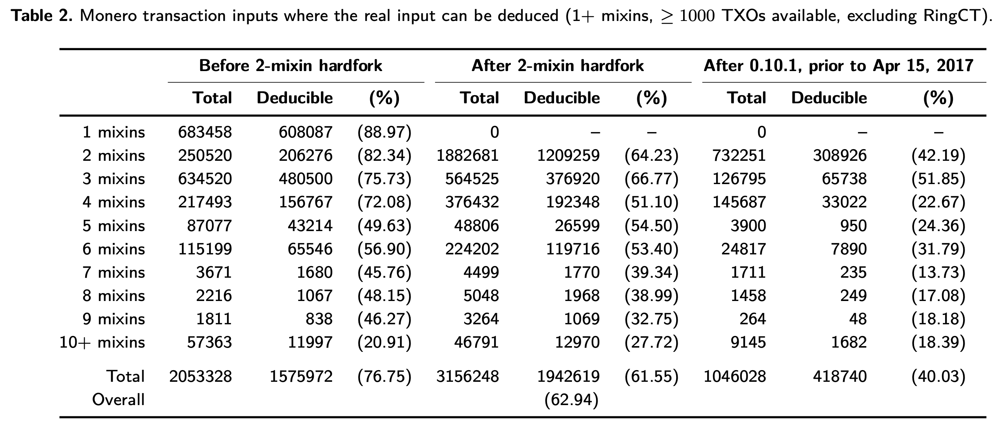 Table 2. Monero transaction inputs where the real input can be deduced (1+ mixins, ≥ 1000 TXOs available, excluding RingCT).
Before 2-mixin hardfork After 2-mixin hardfork After 0.10.1, prior to Apr 15, 2017
Total Deducible (%) Total Deducible (%) Total Deducible (%)
1 mixins 683458 608087 (88.97) 0 – – 0 – –
2 mixins 250520 206276 (82.34) 1882681 1209259 (64.23) 732251 308926 (42.19)
3 mixins 634520 480500 (75.73) 564525 376920 (66.77) 126795 65738 (51.85)
4 mixins 217493 156767 (72.08) 376432 192348 (51.10) 145687 33022 (22.67)
5 mixins 87077 43214 (49.63) 48806 26599 (54.50) 3900 950 (24.36)
6 mixins 115199 65546 (56.90) 224202 119716 (53.40) 24817 7890 (31.79)
7 mixins 3671 1680 (45.76) 4499 1770 (39.34) 1711 235 (13.73)
8 mixins 2216 1067 (48.15) 5048 1968 (38.99) 1458 249 (17.08)
9 mixins 1811 838 (46.27) 3264 1069 (32.75) 264 48 (18.18)
10+ mixins 57363 11997 (20.91) 46791 12970 (27.72) 9145 1682 (18.39)
Total 2053328 1575972 (76.75) 3156248 1942619 (61.55) 1046028 418740 (40.03)
Overall (62.94)